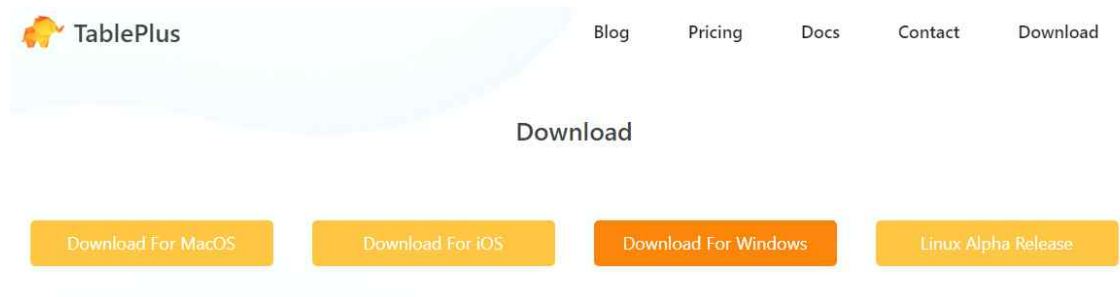 TablePlus Blog Pricing Docs Contact Download
Download
Download For MacOS Download For iOS Download For Windows Linux Alpha Release